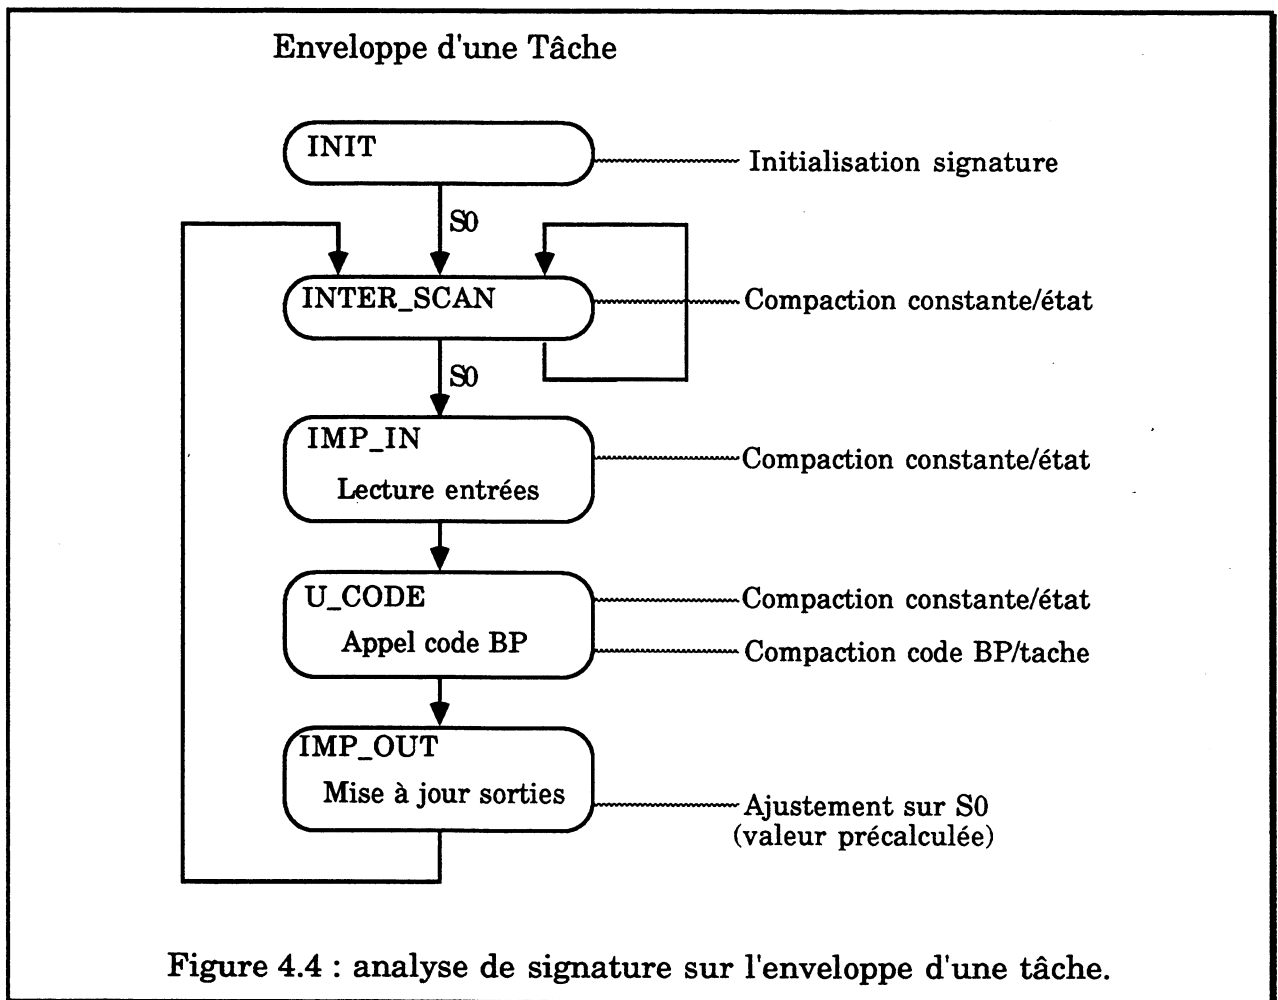 Enveloppe d'une Tâche
INIT
Initialisation signature
S0
INTER_SCAN
Compaction constante/état
S0
IMP_IN
Lecture entrées
Compaction constante/état
U_CODE
Appel code BP
Compaction constante/état
Compaction code BP/tache
IMP_OUT
Mise à jour sorties
Ajustement sur S0
(valeur précalculée)
Figure 4.4 : analyse de signature sur l'enveloppe d'une tâche.